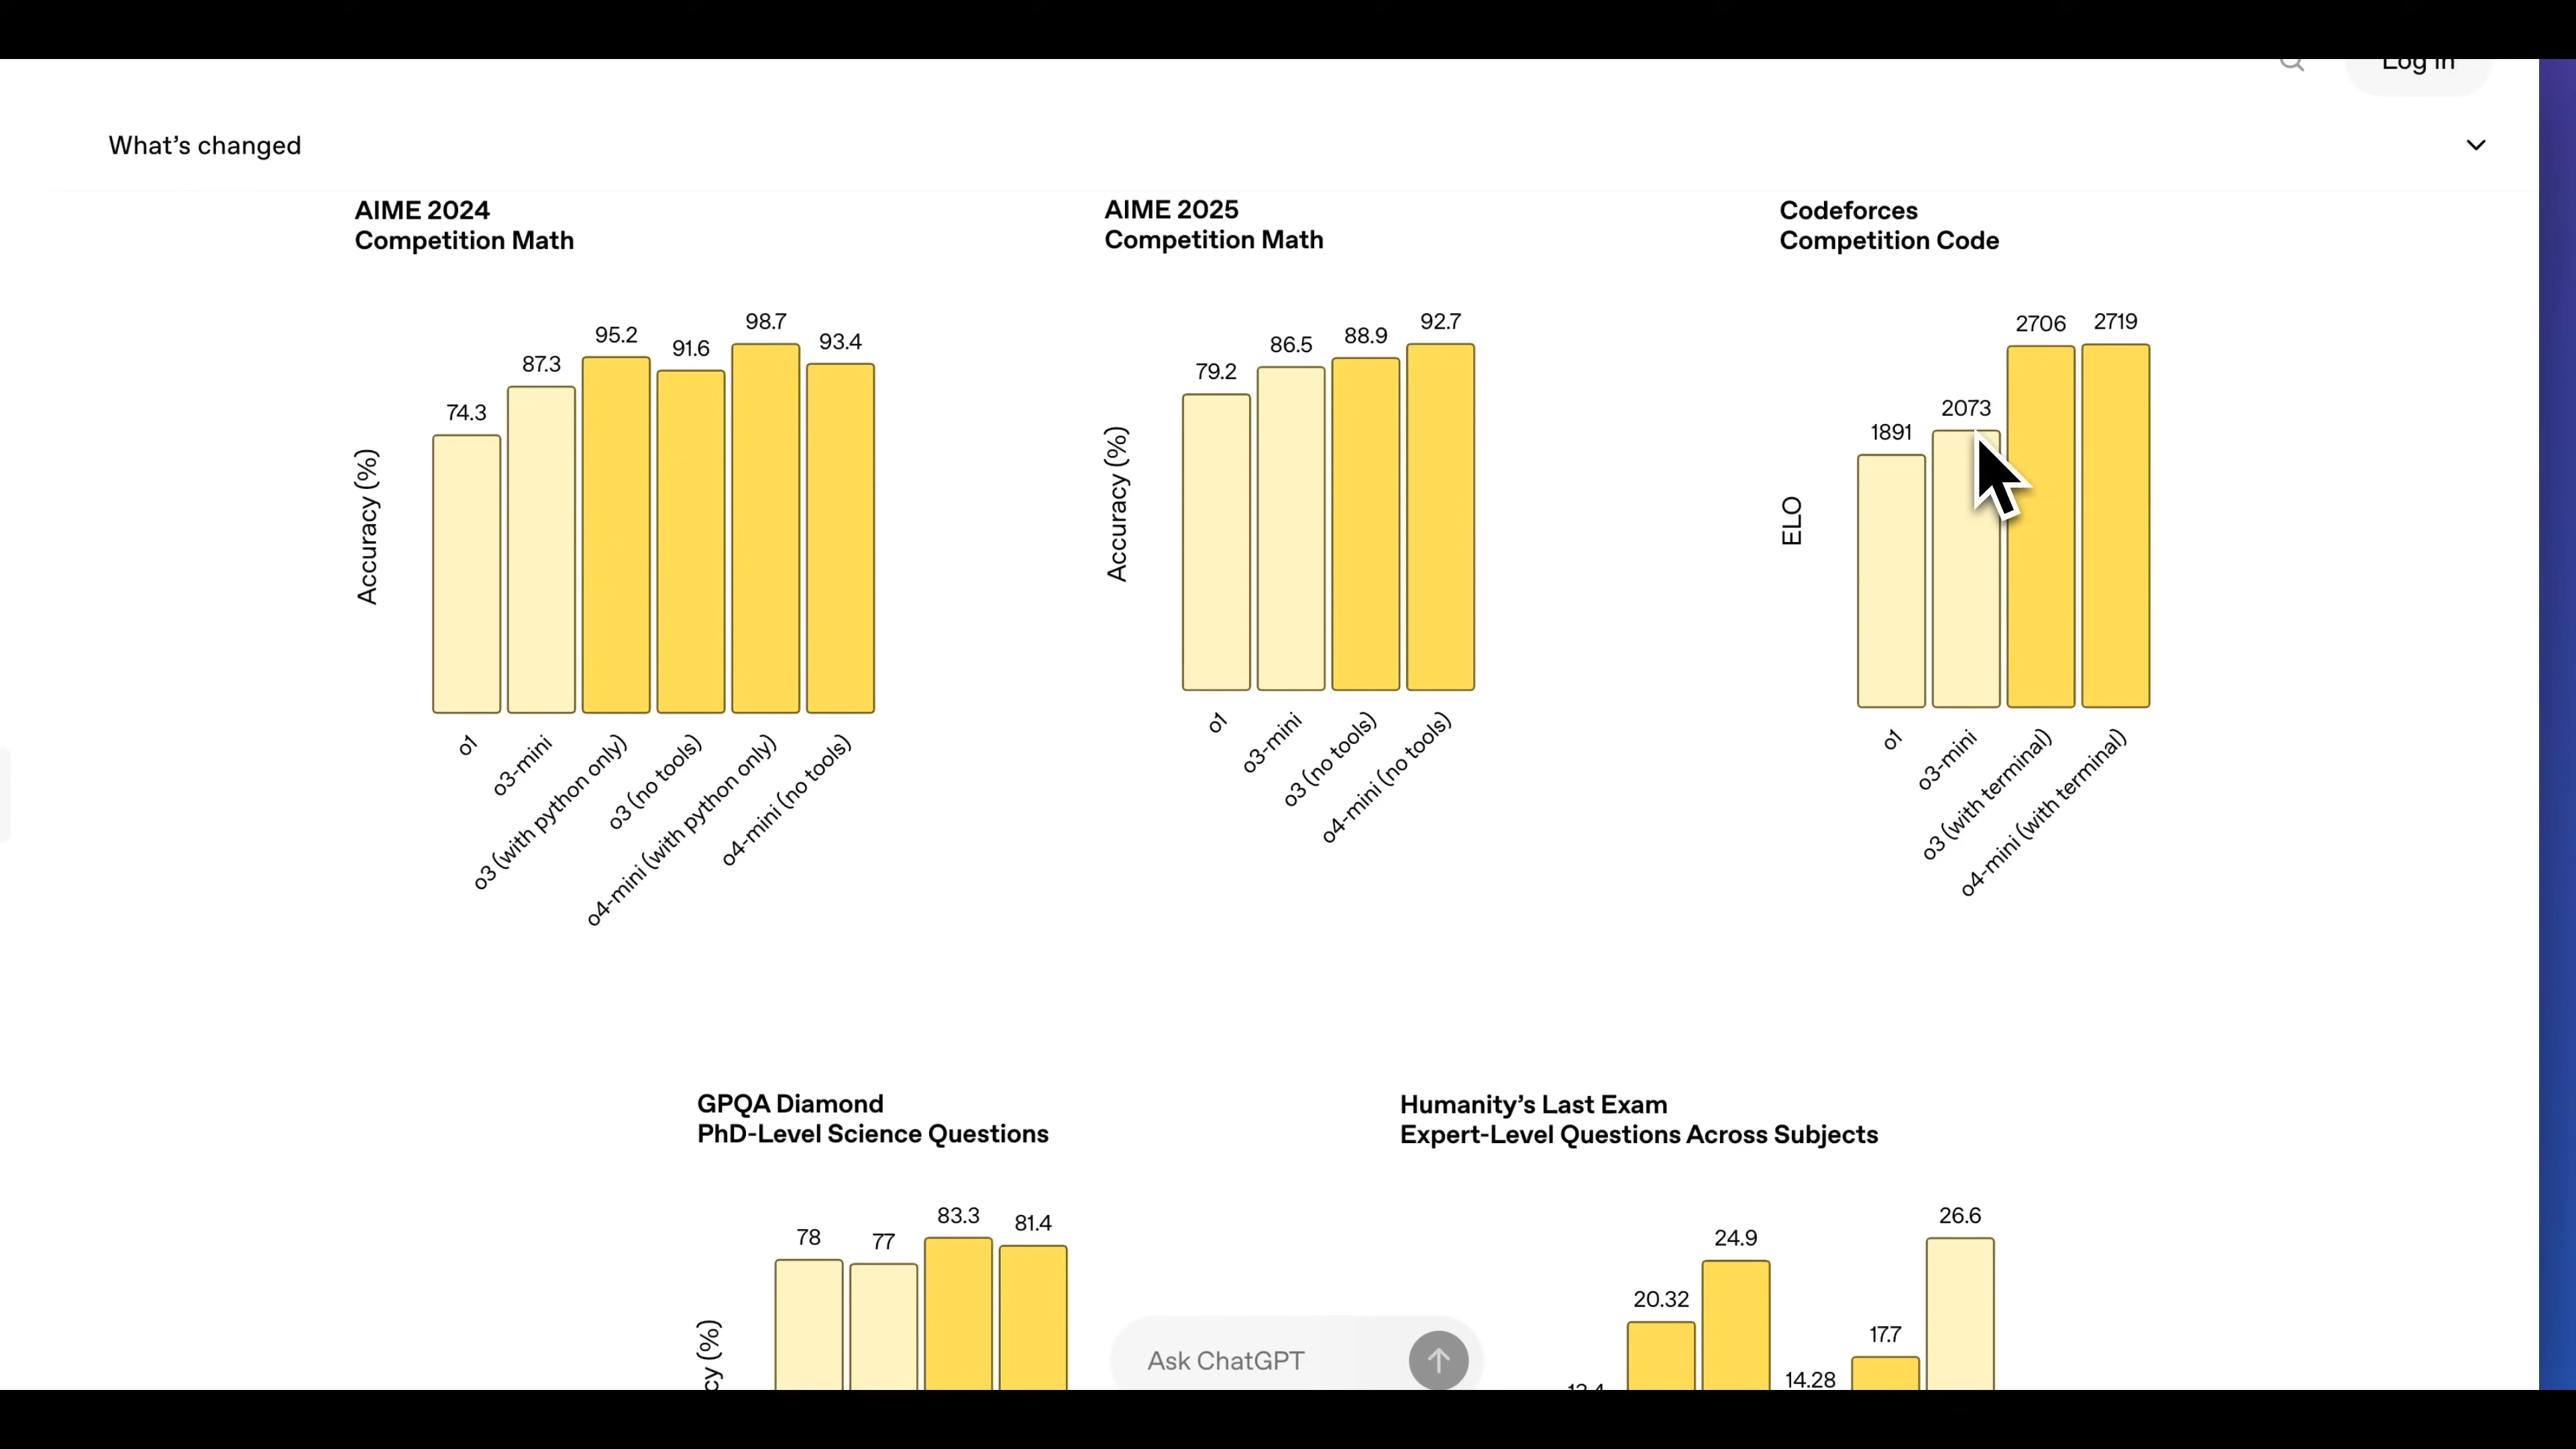 Log in
What's changed
AIME 2024
Competition Math
AIME 2025
Competition Math
Codeforces
Competition Code
Accuracy (%)
74.3
87.3
95.2
91.6
98.7
93.4
o1
o3-mini
o3 (with python only)
o3 (no tools)
o4-mini (with python only)
o4-mini (no tools)
Accuracy (%)
79.2
86.5
88.9
92.7
o1
o3-mini
o3 (no tools)
o4-mini (no tools)
ELO
1891
2073
2706
2719
o1
o3-mini
o3 (with terminal)
o4-mini (with terminal)
GPQA Diamond
PhD-Level Science Questions
78
77
83.3
81.4
cy (%)
Humanity's Last Exam
Expert-Level Questions Across Subjects
20.32
24.9
14.28
17.7
26.6
Ask ChatGPT